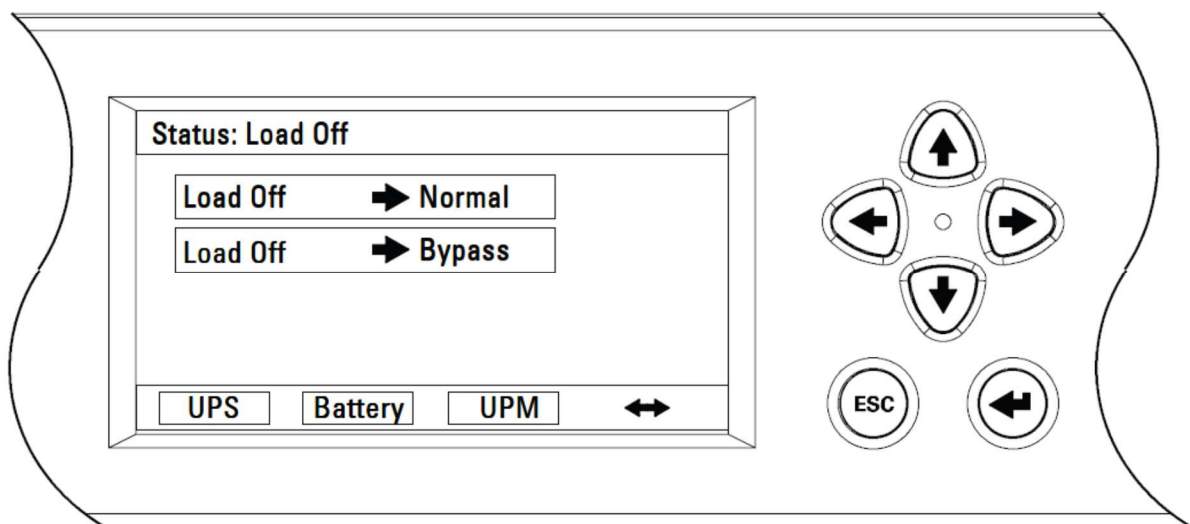 Status: Load Off
Load Off ➔ Normal
Load Off ➔ Bypass
UPS Battery UPM ↔
ESC